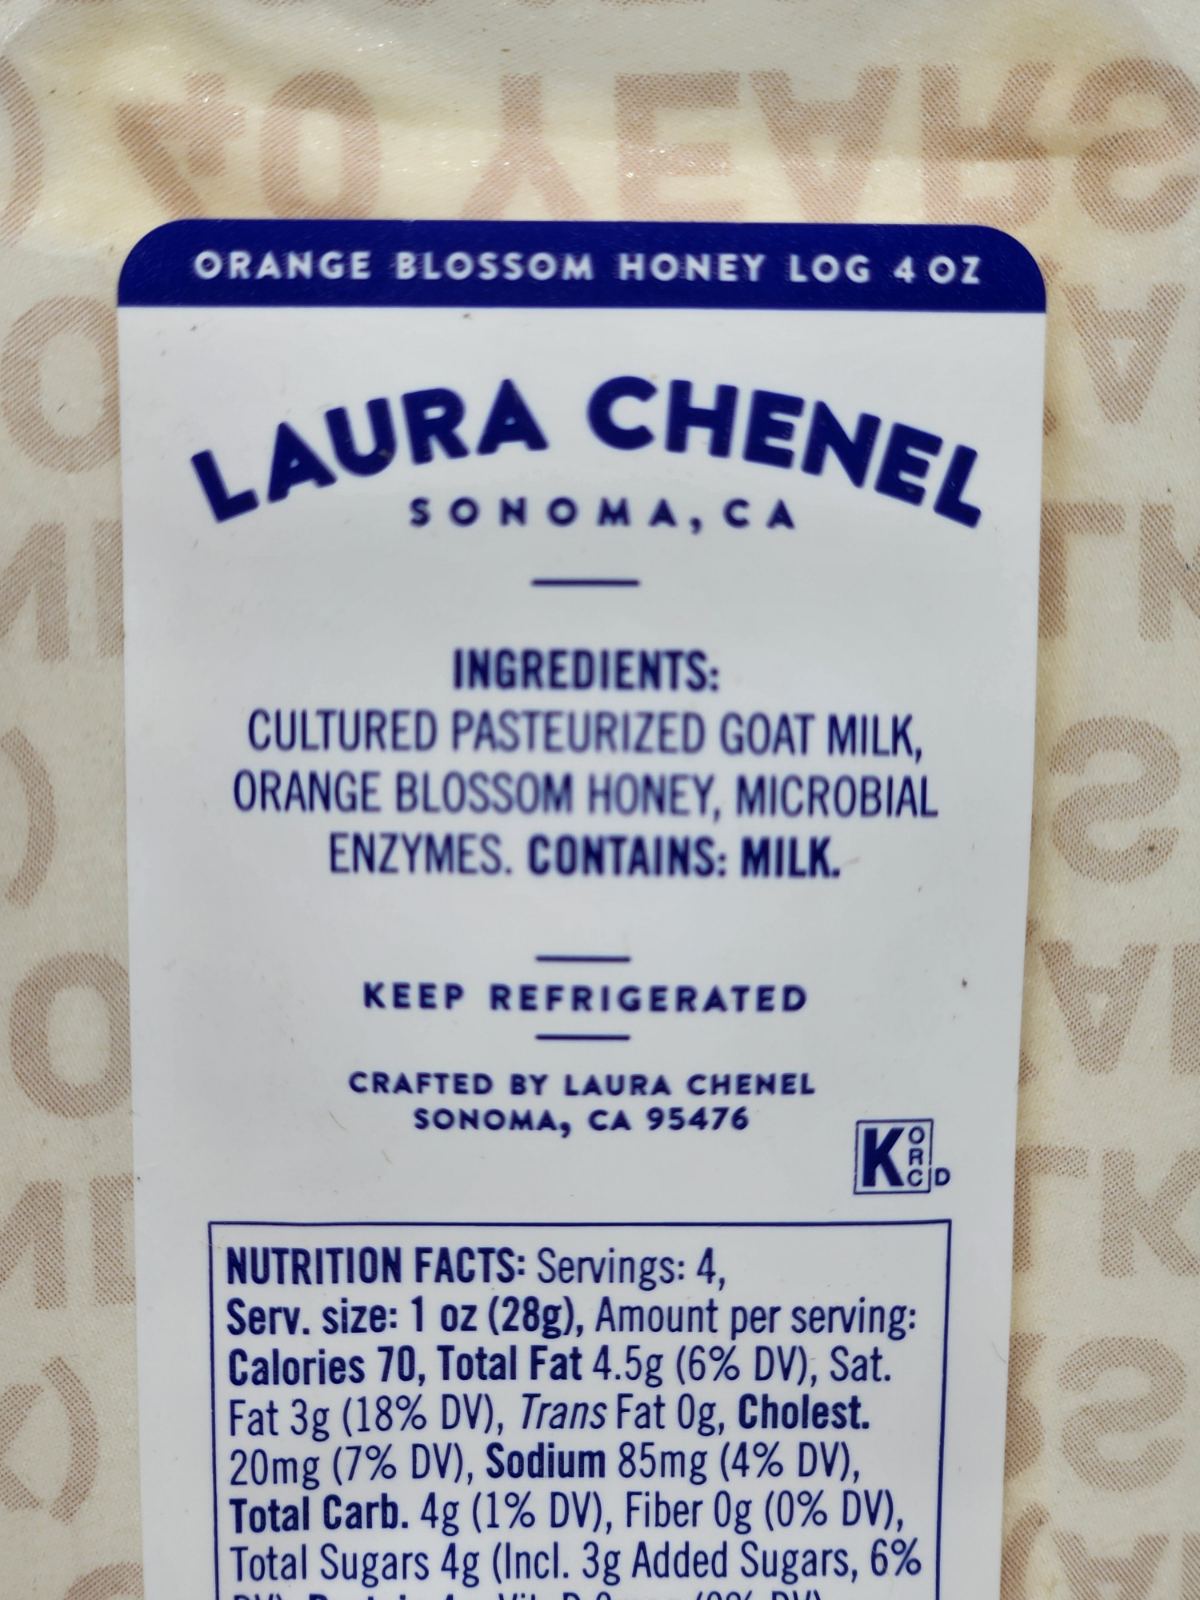 ORANGE BLOSSOM HONEY LOG 4 OZ
LAURA CHENEL
SONOMA, CA
INGREDIENTS:
CULTURED PASTEURIZED GOAT MILK,
ORANGE BLOSSOM HONEY, MICROBIAL
ENZYMES. CONTAINS: MILK.
KEEP REFRIGERATED
CRAFTED BY LAURA CHENEL
SONOMA, CA 95476
K ORC D
NUTRITION FACTS: Servings: 4,
Serv. size: 1 oz (28g), Amount per serving:
Calories 70, Total Fat 4.5g (6% DV), Sat.
Fat 3g (18% DV), Trans Fat 0g, Cholest.
20mg (7% DV), Sodium 85mg (4% DV),
Total Carb. 4g (1% DV), Fiber 0g (0% DV),
Total Sugars 4g (Incl. 3g Added Sugars, 6%